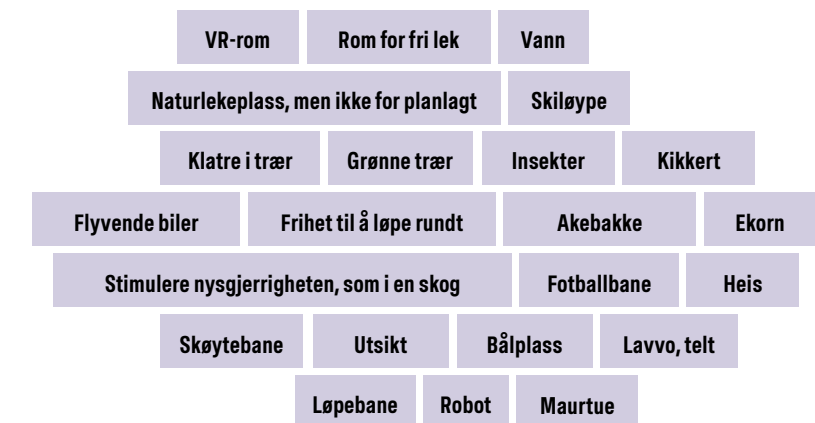 VR-rom Rom for fri lek Vann
Naturlekeplass, men ikke for planlagt Skiløype
Klatre i trær Grønne trær Insekter Kikkert
Flyvende biler Frihet til å løpe rundt Akebakke Ekorn
Stimulere nysgjerrigheten, som i en skog Fotballbane Heis
Skøytebane Utsikt Bålplass Lavvo, telt
Løpebane Robot Maurtue